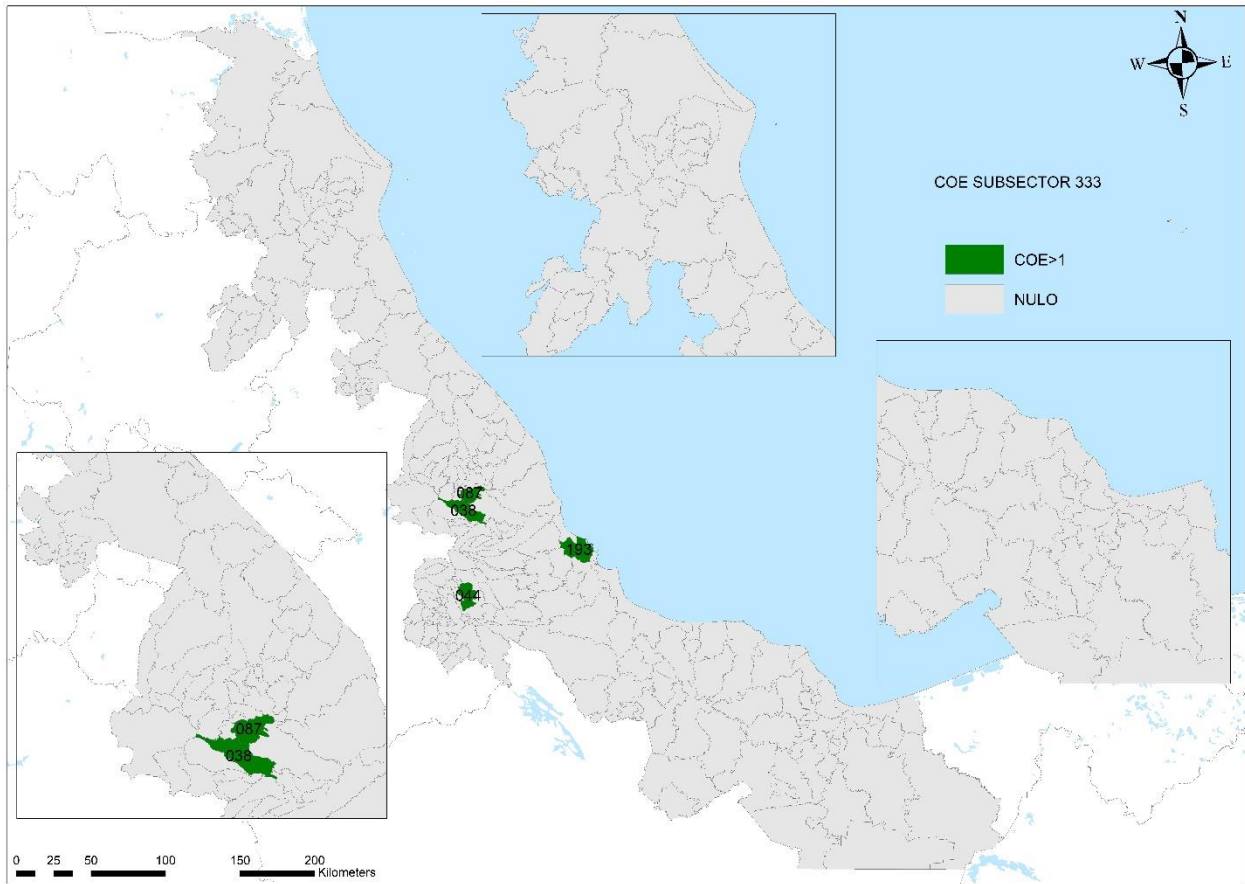 N
W E
S
COE SUBSECTOR 333
COE>1
NULO
087
038
193
044
087
038
0 25 50 100 150 200
Kilometers